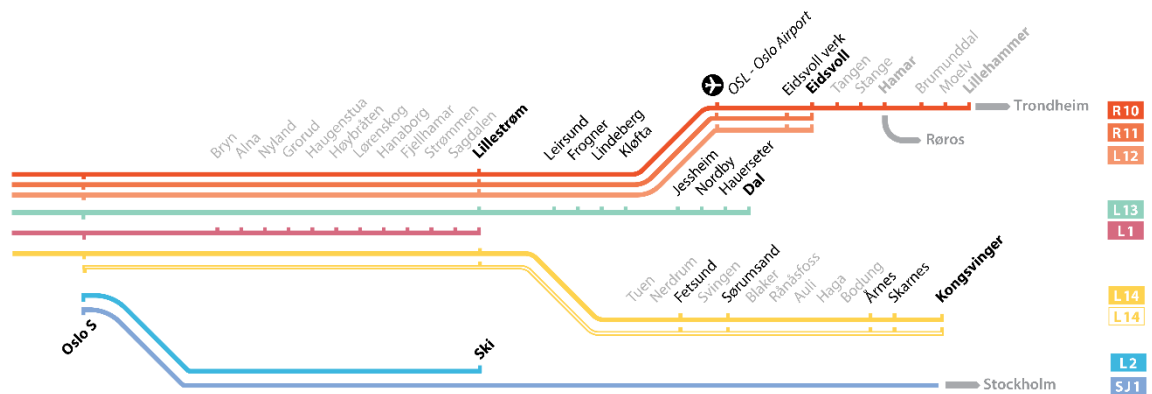 Bryn
Alna
Nyland
Grorud
Haugenstua
Høybråten
Lørenskog
Hanaborg
Fjellhamar
Strømmen
Sagdalen
Lillestrøm
Leirsund
Frogner
Lindeberg
Kløfta
OSL - Oslo Airport
Eidsvoll verk
Eidsvoll
Tangen
Stange
Hamar
Brumunddal
Moelv
Lillehammer
Trondheim
Røros
R10
R11
L12
Jessheim
Nordby
Hauerseter
Dal
L13
L1
Tuen
Nerdrum
Fetsund
Svingen
Sørumsand
Blaker
Rånåsfoss
Auli
Haga
Bodung
Årnes
Skarnes
Kongsvinger
L14
L14
Oslo S
Ski
L2
SJ1
Stockholm